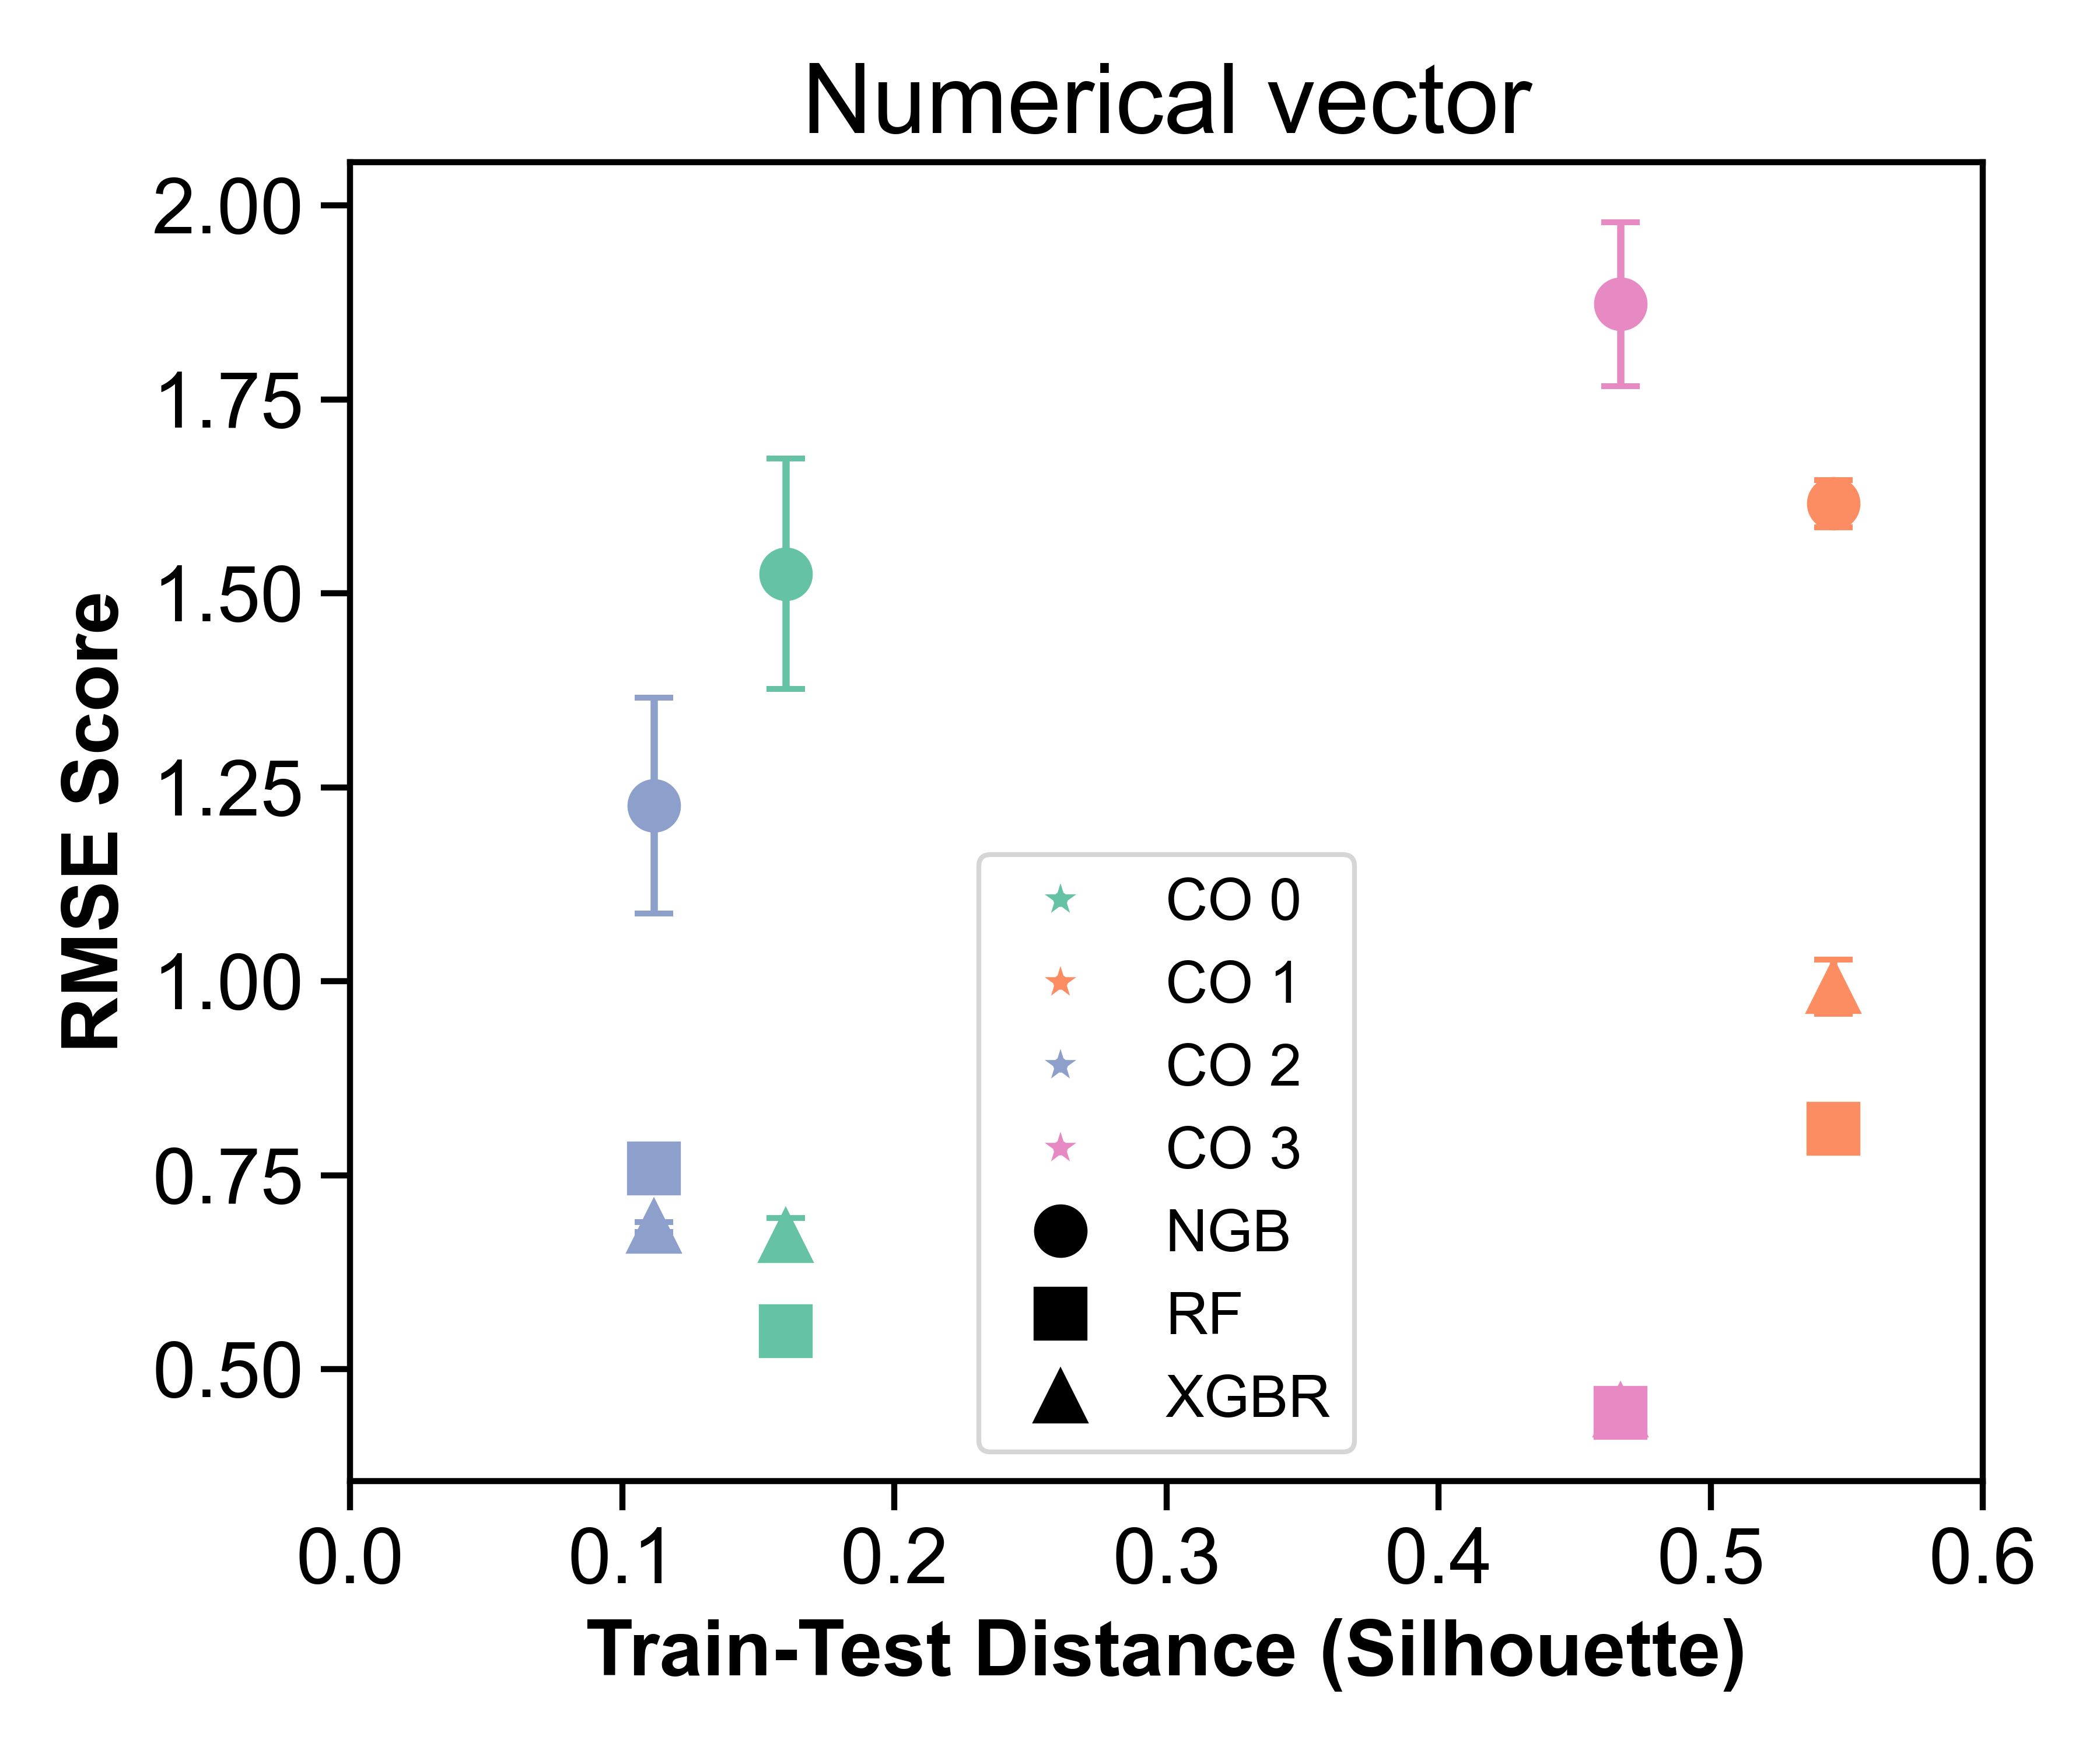 Numerical vector
RMSE Score
2.00
1.75
1.50
1.25
1.00
0.75
0.50
CO 0
CO 1
CO 2
CO 3
NGB
RF
XGBR
0.0 0.1 0.2 0.3 0.4 0.5 0.6
Train-Test Distance (Silhouette)